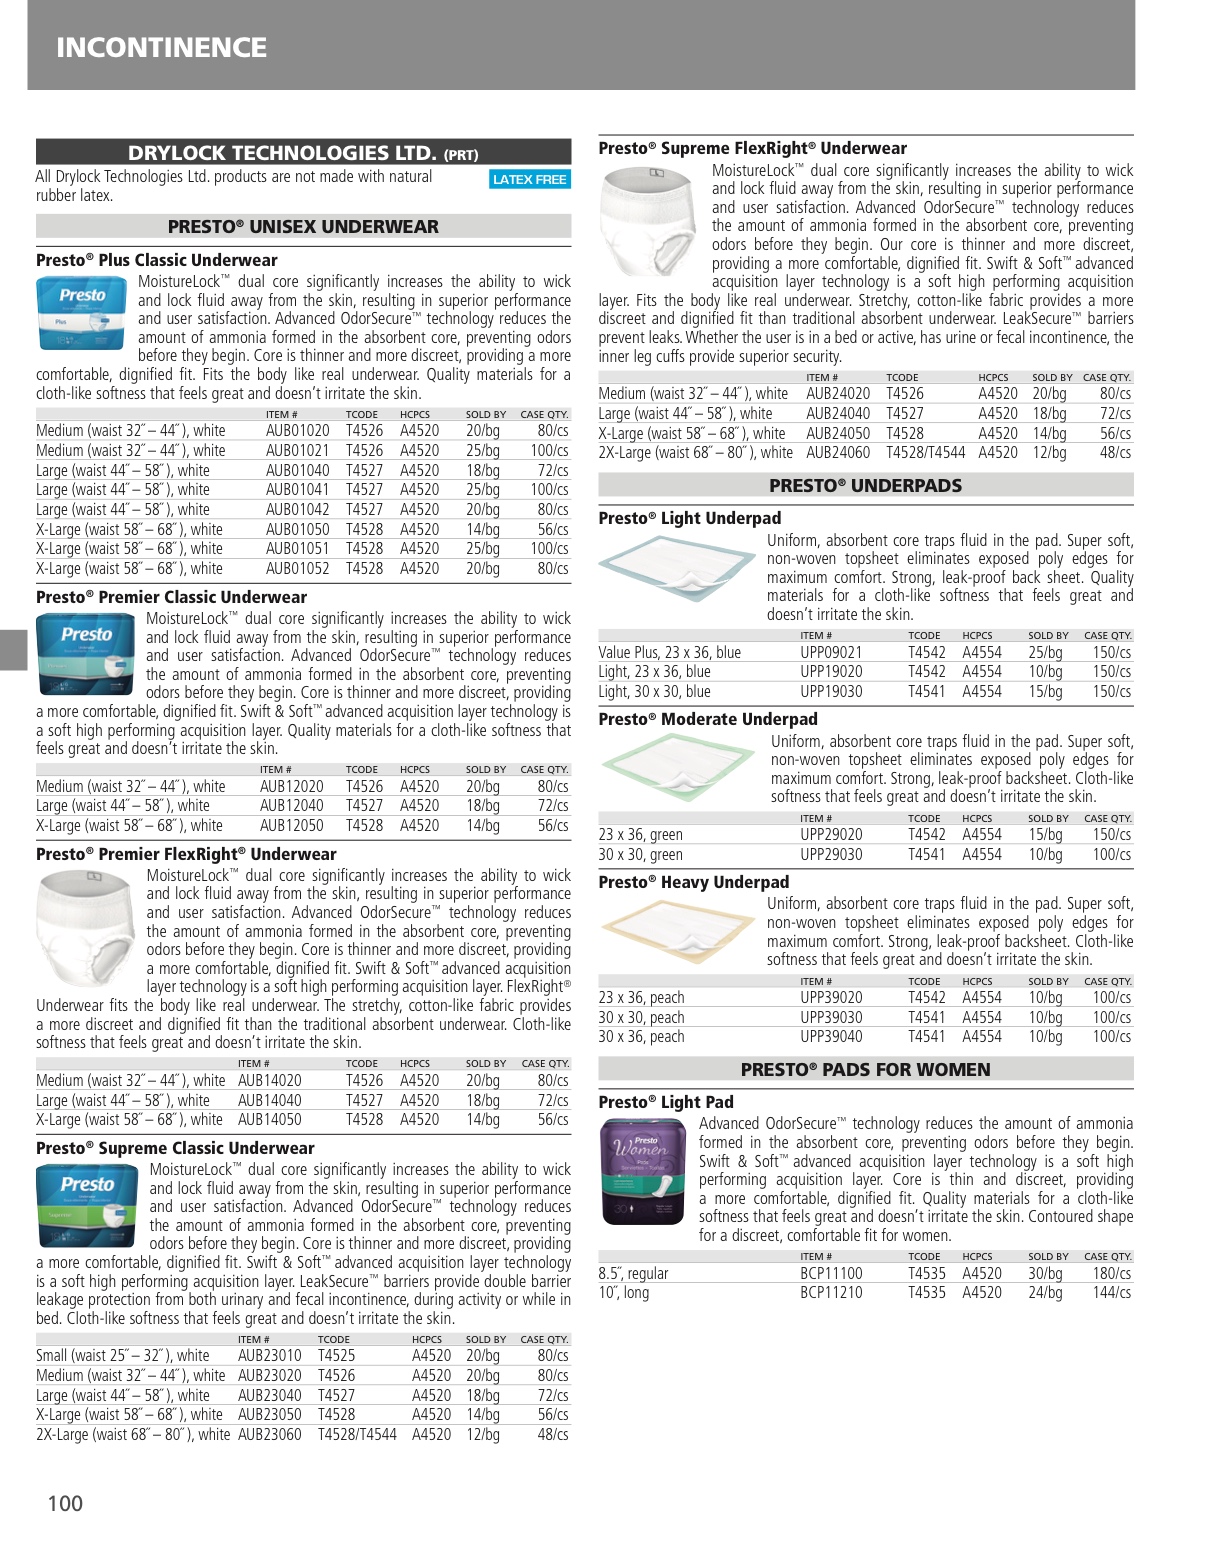 INCONTINENCE
DRYLOCK TECHNOLOGIES LTD. (PRT)
All Drylock Technologies Ltd. products are not made with natural
rubber latex.
LATEX FREE
PRESTO® UNISEX UNDERWEAR
Presto® Plus Classic Underwear
Presto
Plus
MoistureLock™ dual core significantly increases the ability to wick
and lock fluid away from the skin, resulting in superior performance
and user satisfaction. Advanced OdorSecure™ technology reduces the
amount of ammonia formed in the absorbent core, preventing odors
before they begin. Core is thinner and more discreet, providing a more
comfortable, dignified fit. Fits the body like real underwear. Quality materials for a
cloth-like softness that feels great and doesn’t irritate the skin.
ITEM # TCODE HCPCS SOLD BY CASE QTY.
Medium (waist 32˝ – 44˝ ), white AUB01020 T4526 A4520 20/bg 80/cs
Medium (waist 32˝ – 44˝ ), white AUB01021 T4526 A4520 25/bg 100/cs
Large (waist 44˝ – 58˝ ), white AUB01040 T4527 A4520 18/bg 72/cs
Large (waist 44˝ – 58˝ ), white AUB01041 T4527 A4520 25/bg 100/cs
Large (waist 44˝ – 58˝ ), white AUB01042 T4527 A4520 20/bg 80/cs
X-Large (waist 58˝ – 68˝ ), white AUB01050 T4528 A4520 14/bg 56/cs
X-Large (waist 58˝ – 68˝ ), white AUB01051 T4528 A4520 25/bg 100/cs
X-Large (waist 58˝ – 68˝ ), white AUB01052 T4528 A4520 20/bg 80/cs
Presto® Premier Classic Underwear
Presto
MoistureLock™ dual core significantly increases the ability to wick
and lock fluid away from the skin, resulting in superior performance
and user satisfaction. Advanced OdorSecure™ technology reduces
the amount of ammonia formed in the absorbent core, preventing
odors before they begin. Core is thinner and more discreet, providing
a more comfortable, dignified fit. Swift & Soft™ advanced acquisition layer technology is
a soft high performing acquisition layer. Quality materials for a cloth-like softness that
feels great and doesn’t irritate the skin.
ITEM # TCODE HCPCS SOLD BY CASE QTY.
Medium (waist 32˝ – 44˝ ), white AUB12020 T4526 A4520 20/bg 80/cs
Large (waist 44˝ – 58˝ ), white AUB12040 T4527 A4520 18/bg 72/cs
X-Large (waist 58˝ – 68˝ ), white AUB12050 T4528 A4520 14/bg 56/cs
Presto® Premier FlexRight® Underwear
MoistureLock™ dual core significantly increases the ability to wick
and lock fluid away from the skin, resulting in superior performance
and user satisfaction. Advanced OdorSecure™ technology reduces
the amount of ammonia formed in the absorbent core, preventing
odors before they begin. Core is thinner and more discreet, providing
a more comfortable, dignified fit. Swift & Soft™ advanced acquisition
layer technology is a soft high performing acquisition layer. FlexRight®
Underwear fits the body like real underwear. The stretchy, cotton-like fabric provides
a more discreet and dignified fit than the traditional absorbent underwear. Cloth-like
softness that feels great and doesn’t irritate the skin.
ITEM # TCODE HCPCS SOLD BY CASE QTY.
Medium (waist 32˝ – 44˝ ), white AUB14020 T4526 A4520 20/bg 80/cs
Large (waist 44˝ – 58˝ ), white AUB14040 T4527 A4520 18/bg 72/cs
X-Large (waist 58˝ – 68˝ ), white AUB14050 T4528 A4520 14/bg 56/cs
Presto® Supreme Classic Underwear
Presto
MoistureLock™ dual core significantly increases the ability to wick
and lock fluid away from the skin, resulting in superior performance
and user satisfaction. Advanced OdorSecure™ technology reduces
the amount of ammonia formed in the absorbent core, preventing
odors before they begin. Core is thinner and more discreet, providing
a more comfortable, dignified fit. Swift & Soft™ advanced acquisition layer technology
is a soft high performing acquisition layer. LeakSecure™ barriers provide double barrier
leakage protection from both urinary and fecal incontinence, during activity or while in
bed. Cloth-like softness that feels great and doesn’t irritate the skin.
ITEM # TCODE HCPCS SOLD BY CASE QTY.
Small (waist 25˝ – 32˝ ), white AUB23010 T4525 A4520 20/bg 80/cs
Medium (waist 32˝ – 44˝ ), white AUB23020 T4526 A4520 20/bg 80/cs
Large (waist 44˝ – 58˝ ), white AUB23040 T4527 A4520 18/bg 72/cs
X-Large (waist 58˝ – 68˝ ), white AUB23050 T4528 A4520 14/bg 56/cs
2X-Large (waist 68˝ – 80˝ ), white AUB23060 T4528/T4544 A4520 12/bg 48/cs
Presto® Supreme FlexRight® Underwear
MoistureLock™ dual core significantly increases the ability to wick
and lock fluid away from the skin, resulting in superior performance
and user satisfaction. Advanced OdorSecure™ technology reduces
the amount of ammonia formed in the absorbent core, preventing
odors before they begin. Our core is thinner and more discreet,
providing a more comfortable, dignified fit. Swift & Soft™ advanced
acquisition layer technology is a soft high performing acquisition
layer. Fits the body like real underwear. Stretchy, cotton-like fabric provides a more
discreet and dignified fit than traditional absorbent underwear. LeakSecure™ barriers
prevent leaks. Whether the user is in a bed or active, has urine or fecal incontinence, the
inner leg cuffs provide superior security.
ITEM # TCODE HCPCS SOLD BY CASE QTY.
Medium (waist 32˝ – 44˝ ), white AUB24020 T4526 A4520 20/bg 80/cs
Large (waist 44˝ – 58˝ ), white AUB24040 T4527 A4520 18/bg 72/cs
X-Large (waist 58˝ – 68˝ ), white AUB24050 T4528 A4520 14/bg 56/cs
2X-Large (waist 68˝ – 80˝ ), white AUB24060 T4528/T4544 A4520 12/bg 48/cs
PRESTO® UNDERPADS
Presto® Light Underpad
Uniform, absorbent core traps fluid in the pad. Super soft,
non-woven topsheet eliminates exposed poly edges for
maximum comfort. Strong, leak-proof back sheet. Quality
materials for a cloth-like softness that feels great and
doesn’t irritate the skin.
ITEM # TCODE HCPCS SOLD BY CASE QTY.
Value Plus, 23 x 36, blue UPP09021 T4542 A4554 25/bg 150/cs
Light, 23 x 36, blue UPP19020 T4542 A4554 10/bg 150/cs
Light, 30 x 30, blue UPP19030 T4541 A4554 15/bg 150/cs
Presto® Moderate Underpad
Uniform, absorbent core traps fluid in the pad. Super soft,
non-woven topsheet eliminates exposed poly edges for
maximum comfort. Strong, leak-proof backsheet. Cloth-like
softness that feels great and doesn’t irritate the skin.
ITEM # TCODE HCPCS SOLD BY CASE QTY.
23 x 36, green UPP29020 T4542 A4554 15/bg 150/cs
30 x 30, green UPP29030 T4541 A4554 10/bg 100/cs
Presto® Heavy Underpad
Uniform, absorbent core traps fluid in the pad. Super soft,
non-woven topsheet eliminates exposed poly edges for
maximum comfort. Strong, leak-proof backsheet. Cloth-like
softness that feels great and doesn’t irritate the skin.
ITEM # TCODE HCPCS SOLD BY CASE QTY.
23 x 36, peach UPP39020 T4542 A4554 10/bg 100/cs
30 x 30, peach UPP39030 T4541 A4554 10/bg 100/cs
30 x 36, peach UPP39040 T4541 A4554 10/bg 100/cs
PRESTO® PADS FOR WOMEN
Presto® Light Pad
Presto
Women
30
Advanced OdorSecure™ technology reduces the amount of ammonia
formed in the absorbent core, preventing odors before they begin.
Swift & Soft™ advanced acquisition layer technology is a soft high
performing acquisition layer. Core is thin and discreet, providing
a more comfortable, dignified fit. Quality materials for a cloth-like
softness that feels great and doesn’t irritate the skin. Contoured shape
for a discreet, comfortable fit for women.
ITEM # TCODE HCPCS SOLD BY CASE QTY.
8.5˝, regular BCP11100 T4535 A4520 30/bg 180/cs
10˝, long BCP11210 T4535 A4520 24/bg 144/cs
100